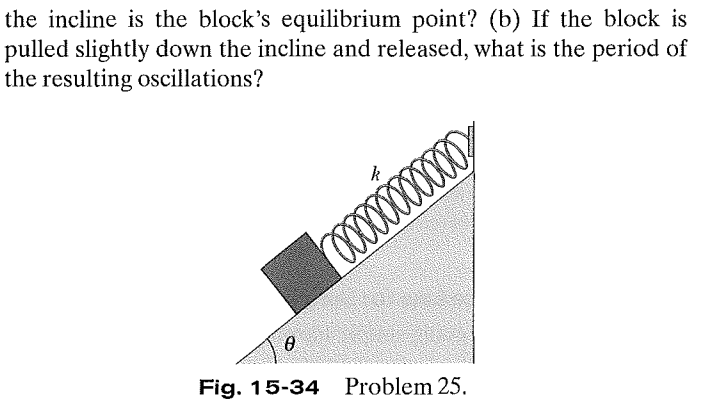 the incline is the block's equilibrium point? (b) If the block is
pulled slightly down the incline and released, what is the period of
the resulting oscillations?
k
θ
Fig. 15-34 Problem 25.